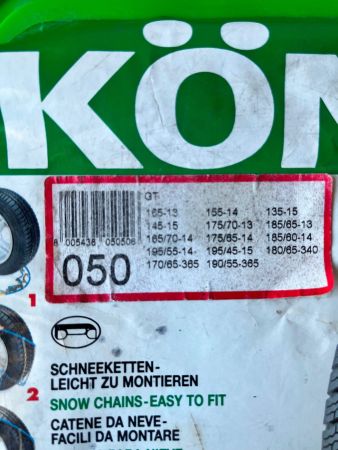 KÖN
GT
165-13 155-14 135-15
145-15 175/70-13 185/65-13
165/70-14 175/65-14 185/60-14
195/55-14 195/45-15 180/65-340
170/65-365 190/55-365
8 005438 050506
050
1
SCHNEEKETTEN-
LEICHT ZU MONTIEREN
2
SNOW CHAINS-EASY TO FIT
CATENE DA NEVE-
FACILI DA MONTARE